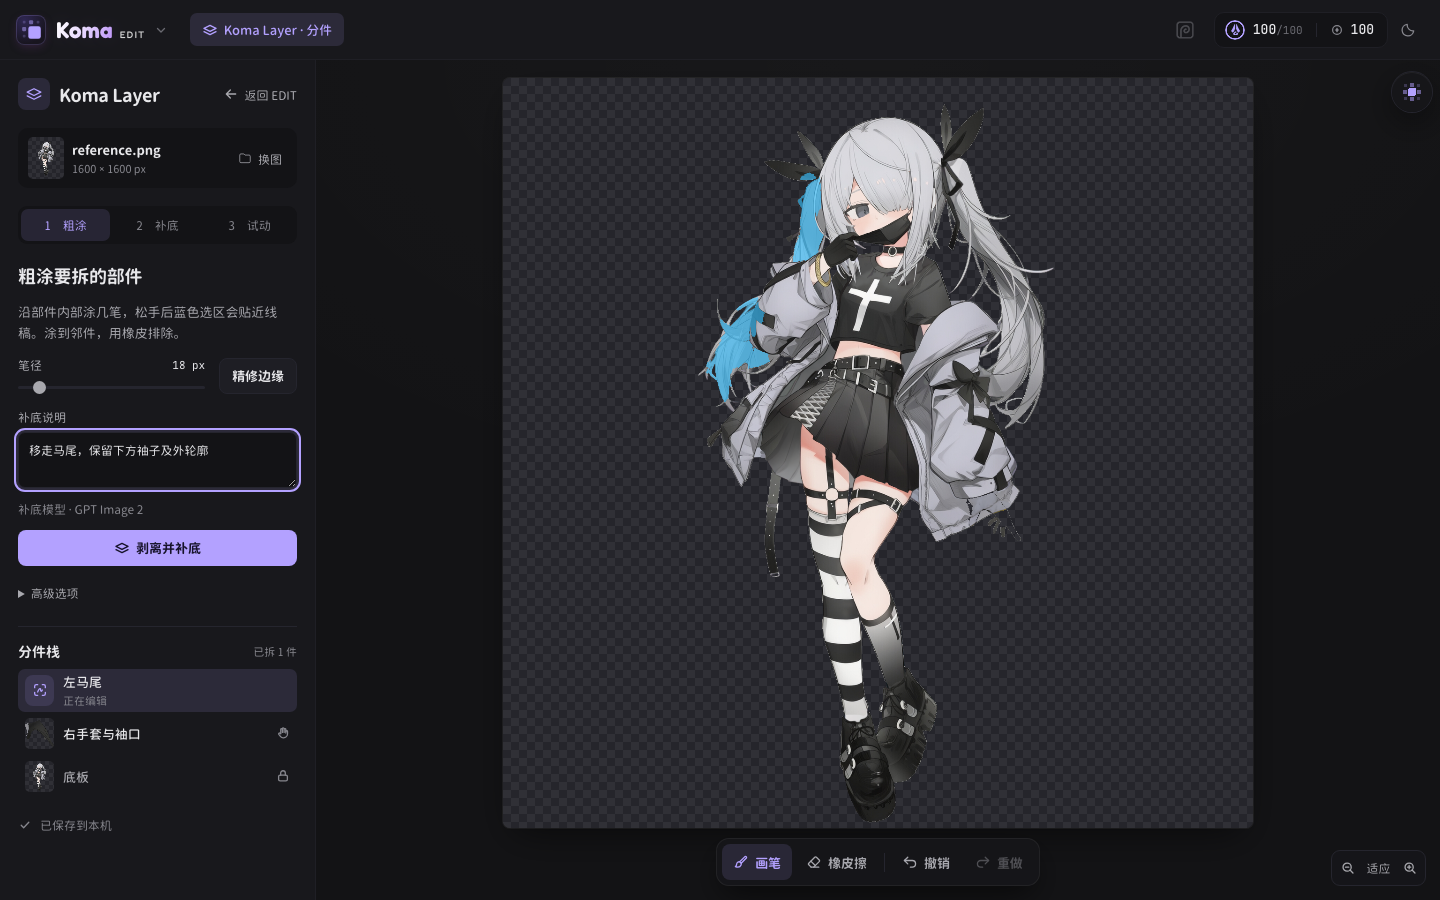 Koma EDIT
Koma Layer · 分件
100/100
100
Koma Layer
返回 EDIT
reference.png
1600 × 1600 px
换图
1 粗涂
2 补底
3 试动
粗涂要拆的部件
沿部件内部涂几笔，松手后蓝色选区会贴近线
稿。涂到邻件，用橡皮排除。
笔径
18 px
精修边缘
补底说明
移走马尾，保留下方袖子及外轮廓
补底模型 · GPT Image 2
剥离并补底
高级选项
分件栈
已拆 1 件
左马尾
正在编辑
右手套与袖口
底板
已保存到本机
画笔
橡皮擦
撤销
重做
适应